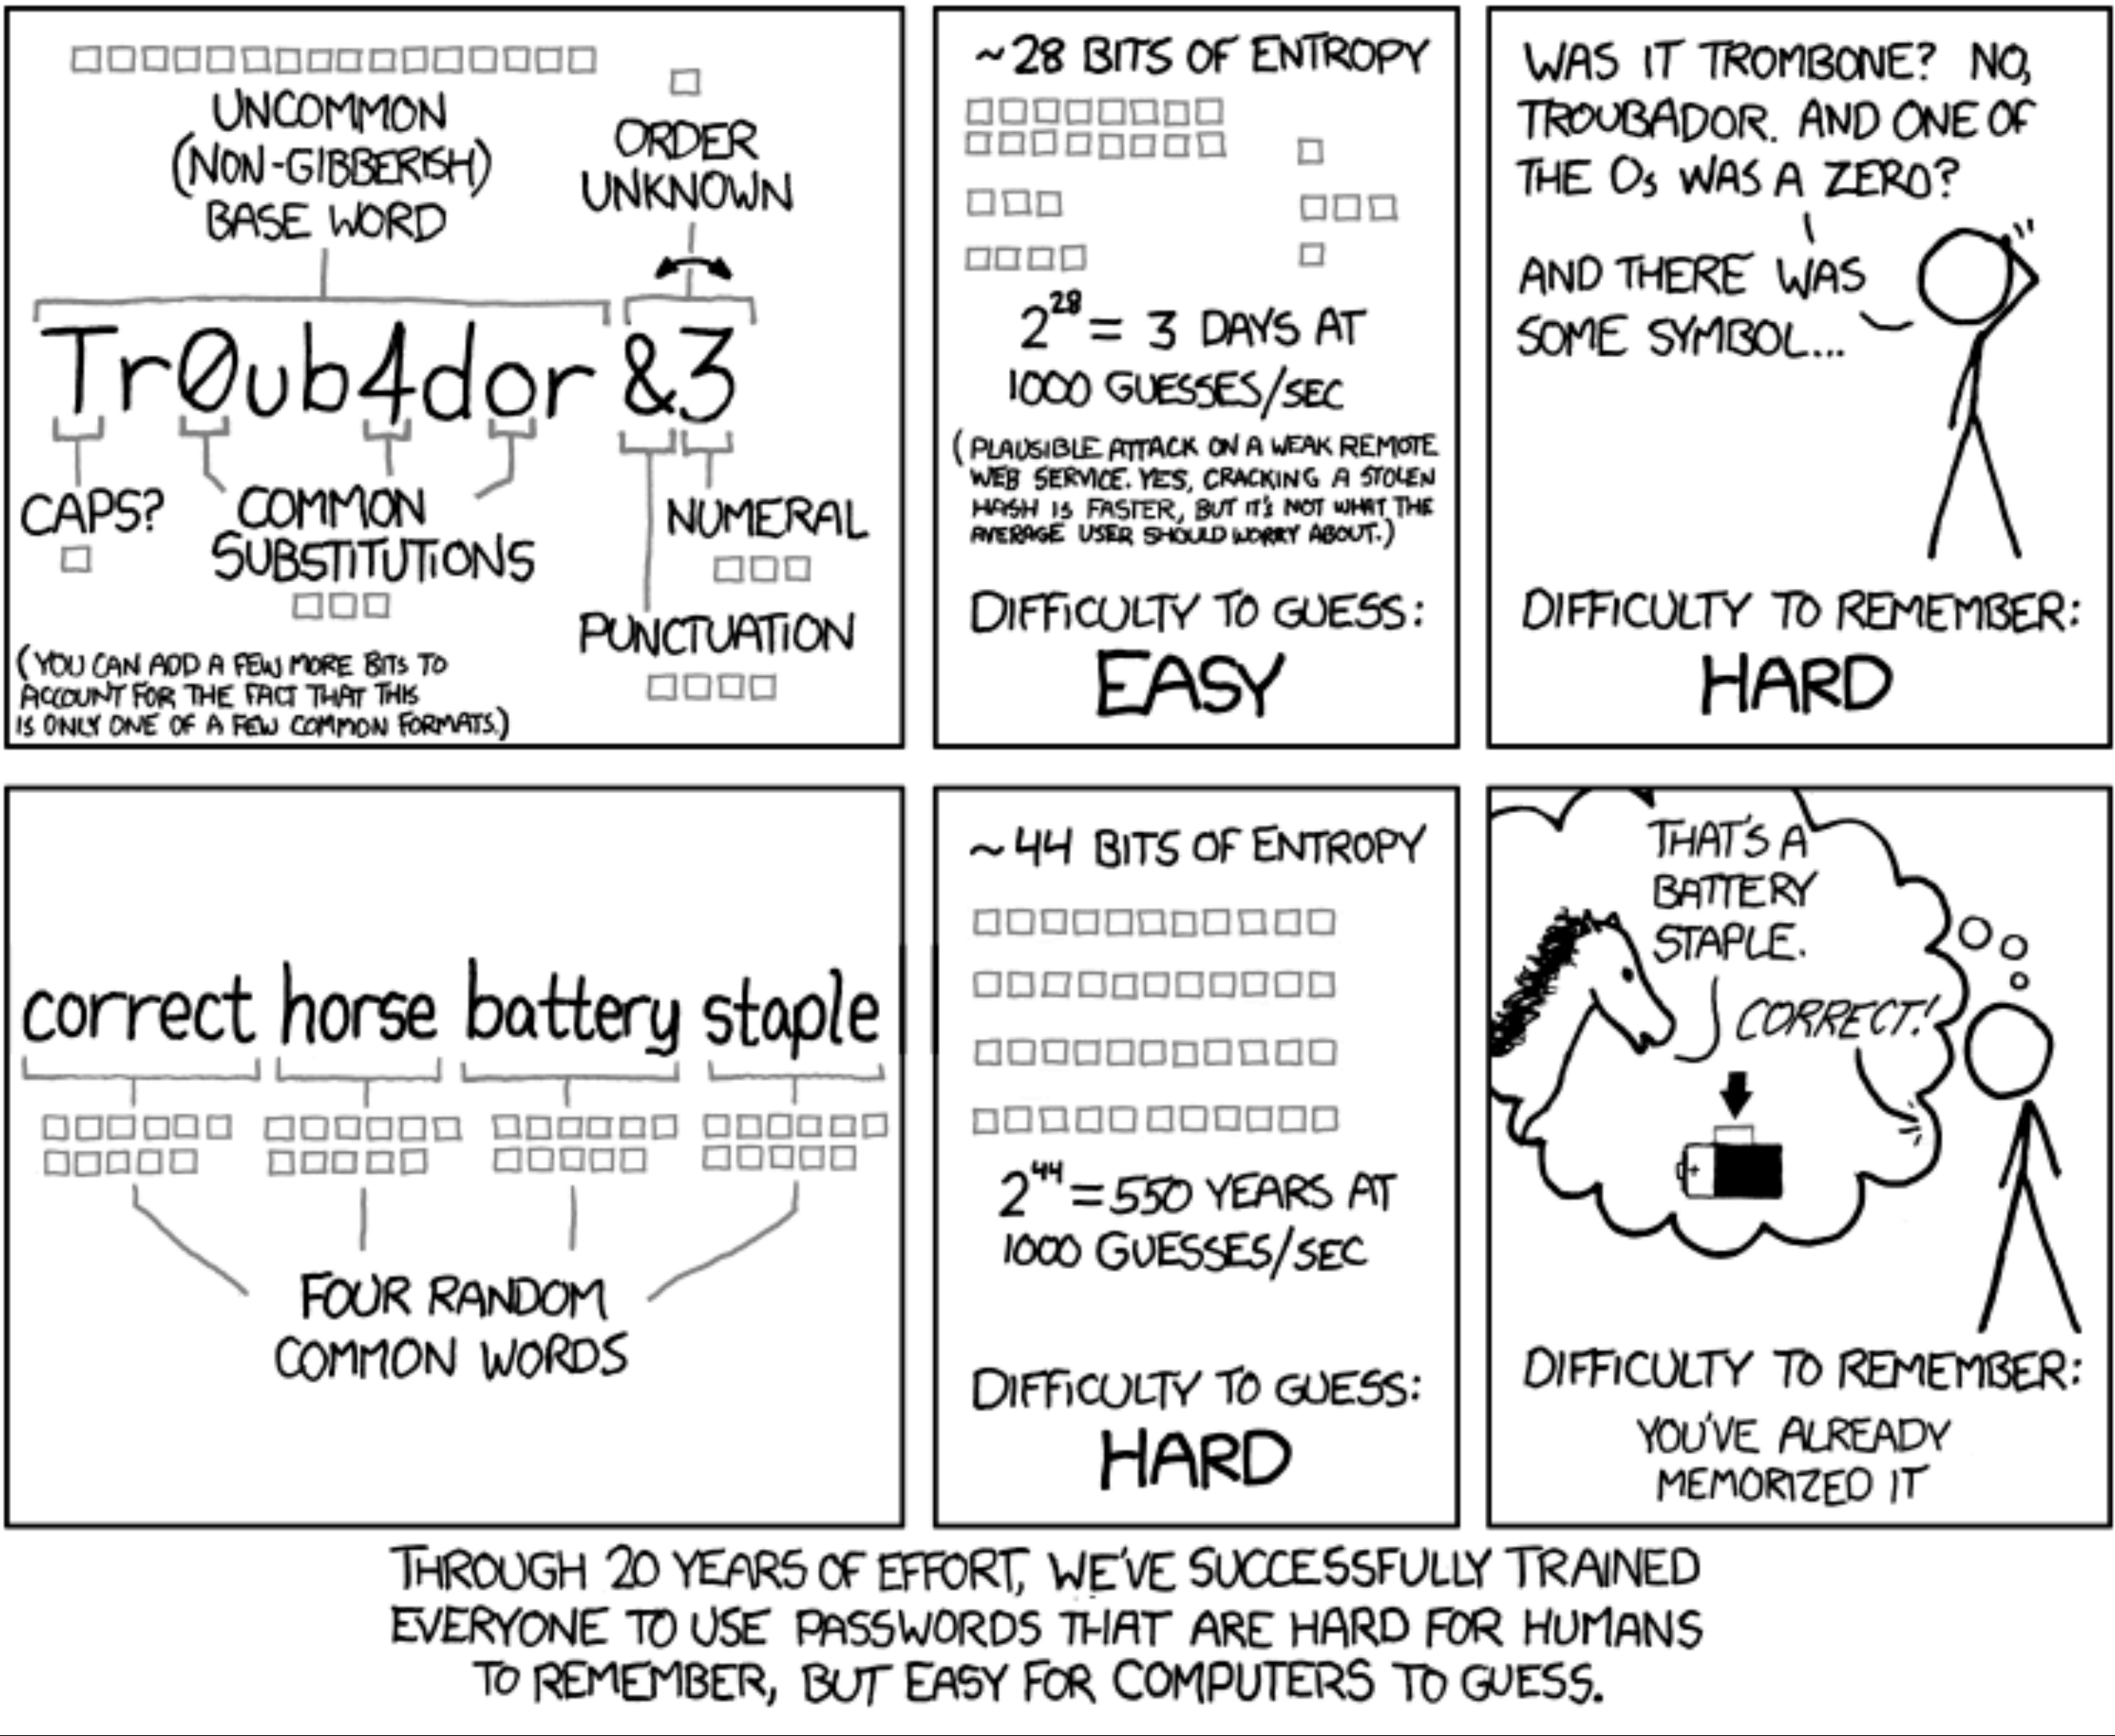 UNCOMMON
(NON-GIBBERISH)
BASE WORD
ORDER
UNKNOWN
Tr0ub4dor &3
CAPS?
COMMON
SUBSTITUTIONS
NUMERAL
PUNCTUATION
(YOU CAN ADD A FEW MORE BITS TO
ACCOUNT FOR THE FACT THAT THIS
IS ONLY ONE OF A FEW COMMON FORMATS.)
~28 BITS OF ENTROPY
2^28 = 3 DAYS AT
1000 GUESSES/SEC
(PLAUSIBLE ATTACK ON A WEAK REMOTE
WEB SERVICE. YES, CRACKING A STOLEN
HASH IS FASTER, BUT IT'S NOT WHAT THE
AVERAGE USER SHOULD WORRY ABOUT.)
DIFFICULTY TO GUESS:
EASY
WAS IT TROMBONE? NO,
TROUBADOR. AND ONE OF
THE Os WAS A ZERO?
AND THERE WAS
SOME SYMBOL...
DIFFICULTY TO REMEMBER:
HARD
correct horse battery staple
FOUR RANDOM
COMMON WORDS
~44 BITS OF ENTROPY
2^44 = 550 YEARS AT
1000 GUESSES/SEC
DIFFICULTY TO GUESS:
HARD
THAT'S A
BATTERY
STAPLE.
CORRECT!
+
DIFFICULTY TO REMEMBER:
YOU'VE ALREADY
MEMORIZED IT
THROUGH 20 YEARS OF EFFORT, WE'VE SUCCESSFULLY TRAINED
EVERYONE TO USE PASSWORDS THAT ARE HARD FOR HUMANS
TO REMEMBER, BUT EASY FOR COMPUTERS TO GUESS.